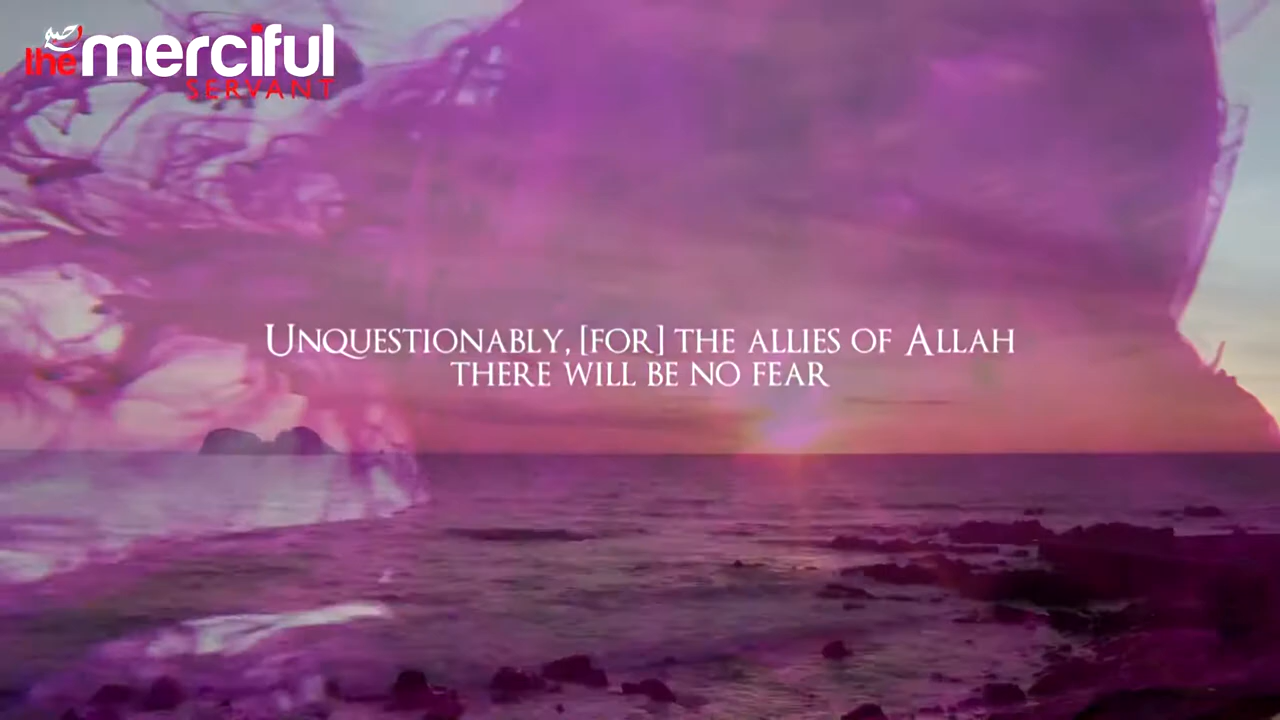 the merciful
SERVANT
UNQUESTIONABLY, [FOR] THE ALLIES OF ALLAH
THERE WILL BE NO FEAR